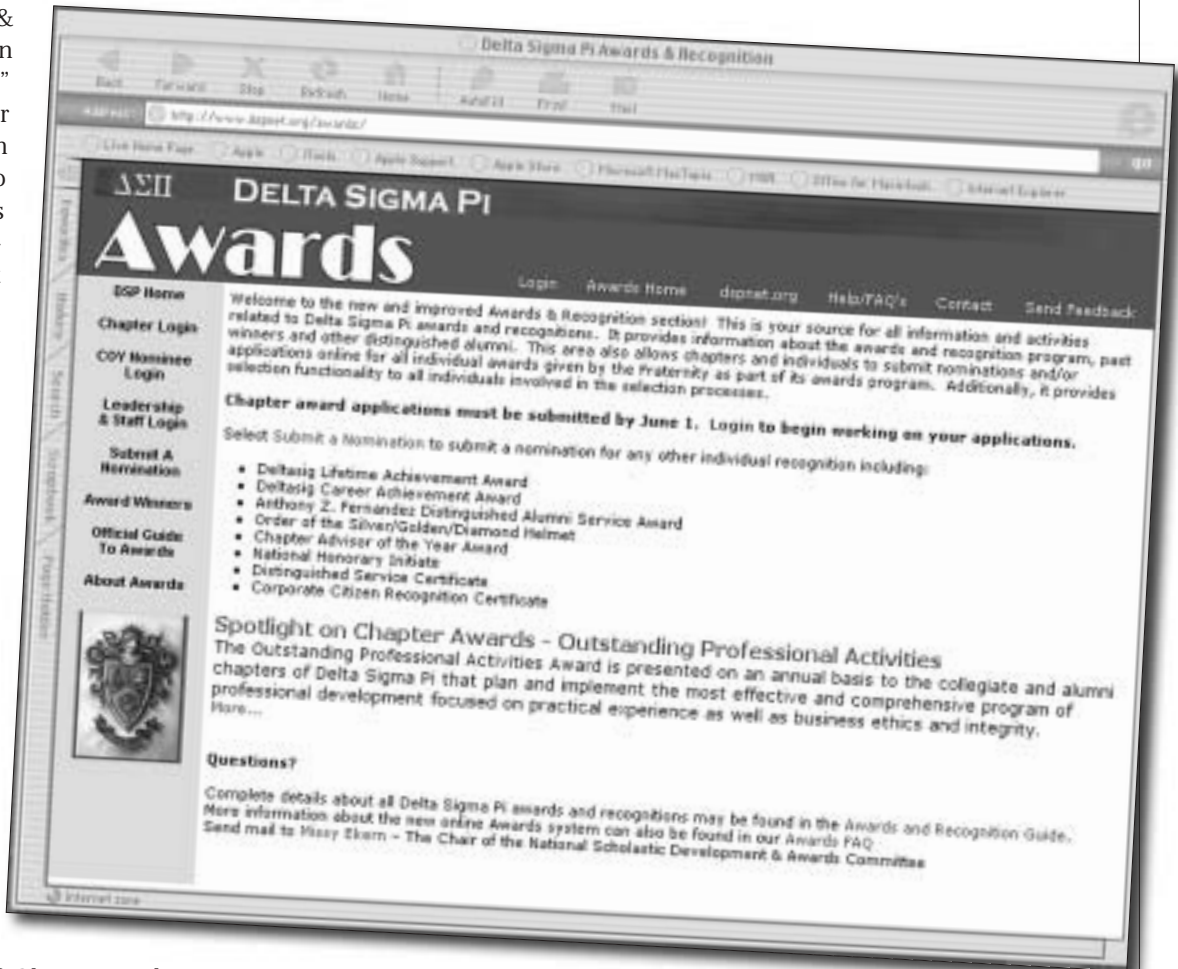 &
n
”
r
n
o
s
Delta Sigma Pi Awards & Recognition
Back Forward Stop Refresh Home AutoFill Print Mail
http://www.dspnet.org/awards/
go
Live Home Page Apple iTools Apple Support Apple Store Microsoft MacTopia MSN Office for Macintosh Internet Explorer
Favorites
History
Search
Scrapbook
Page Holder
ΔΣΠ DELTA SIGMA PI
Awards
Login Awards Home dspnet.org Help/FAQ's Contact Send Feedback
DSP Home
Chapter Login
COY Nominee
Login
Leadership
& Staff Login
Submit A
Nomination
Award Winners
Official Guide
To Awards
About Awards
Welcome to the new and improved Awards & Recognition section! This is your source for all information and activities
related to Delta Sigma Pi awards and recognitions. It provides information about the awards and recognition program, past
winners and other distinguished alumni. This area also allows chapters and individuals to submit nominations and/or
applications online for all individual awards given by the Fraternity as part of its awards program. Additionally, it provides
selection functionality to all individuals involved in the selection processes.
Chapter award applications must be submitted by June 1. Login to begin working on your applications.
Select Submit a Nomination to submit a nomination for any other individual recognition including:
• Deltasig Lifetime Achievement Award
• Deltasig Career Achievement Award
• Anthony Z. Fernandez Distinguished Alumni Service Award
• Order of the Silver/Golden/Diamond Helmet
• Chapter Advisor of the Year Award
• National Honorary Initiate
• Distinguished Service Certificate
• Corporate Citizen Recognition Certificate
Spotlight on Chapter Awards - Outstanding Professional Activities
The Outstanding Professional Activities Award is presented on an annual basis to the collegiate and alumni
chapters of Delta Sigma Pi that plan and implement the most effective and comprehensive program of
professional development focused on practical experience as well as business ethics and integrity.
More...
Questions?
Complete details about all Delta Sigma Pi awards and recognitions may be found in the Awards and Recognition Guide.
More information about the new online Awards system can also be found in our Awards FAQ
Send mail to Missy Ekern - The Chair of the National Scholastic Development & Awards Committee
Internet zone